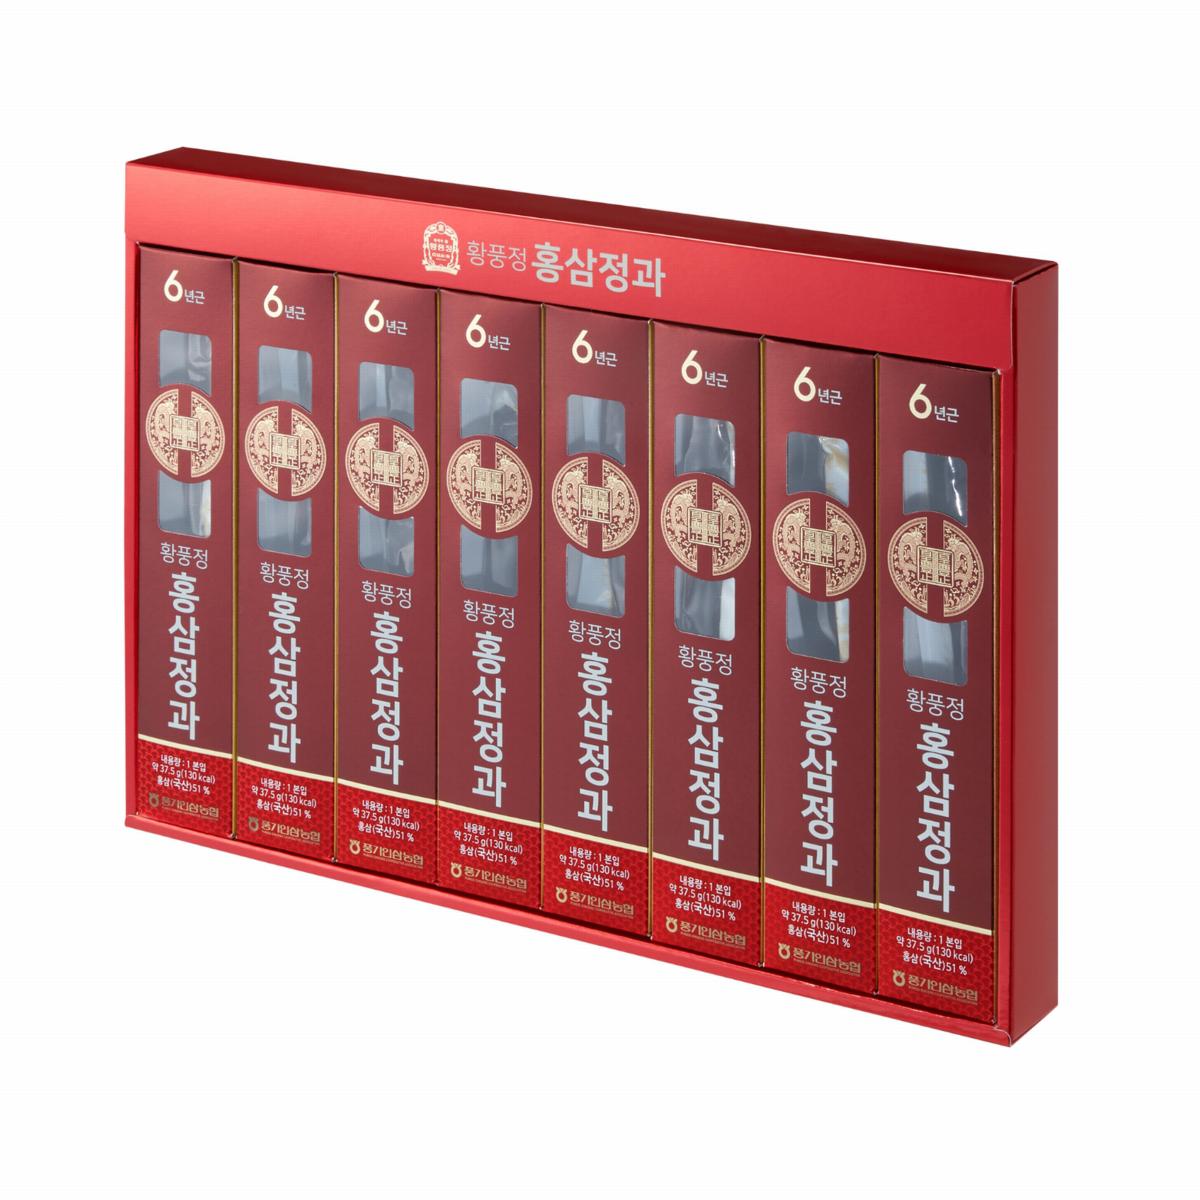 황풍정 홍삼정과
6년근
황풍정
홍삼정과
내용량 : 1 본입
약 37.5 g(130 kcal)
홍삼(국산)51 %
풍기인삼농협
6년근
황풍정
홍삼정과
내용량 : 1 본입
약 37.5 g(130 kcal)
홍삼(국산)51 %
풍기인삼농협
6년근
황풍정
홍삼정과
내용량 : 1 본입
약 37.5 g(130 kcal)
홍삼(국산)51 %
풍기인삼농협
6년근
황풍정
홍삼정과
내용량 : 1 본입
약 37.5 g(130 kcal)
홍삼(국산)51 %
풍기인삼농협
6년근
황풍정
홍삼정과
내용량 : 1 본입
약 37.5 g(130 kcal)
홍삼(국산)51 %
풍기인삼농협
6년근
황풍정
홍삼정과
내용량 : 1 본입
약 37.5 g(130 kcal)
홍삼(국산)51 %
풍기인삼농협
6년근
황풍정
홍삼정과
내용량 : 1 본입
약 37.5 g(130 kcal)
홍삼(국산)51 %
풍기인삼농협
6년근
황풍정
홍삼정과
내용량 : 1 본입
약 37.5 g(130 kcal)
홍삼(국산)51 %
풍기인삼농협